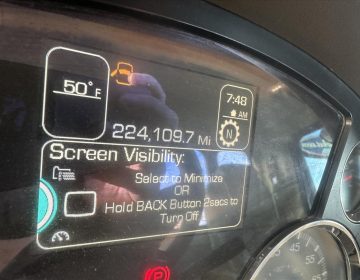 50°F
7:48
AM
224,109.7 Mi
N
Screen Visibility:
Select to Minimize
OR
Hold BACK Button 2secs to
Turn Off
P